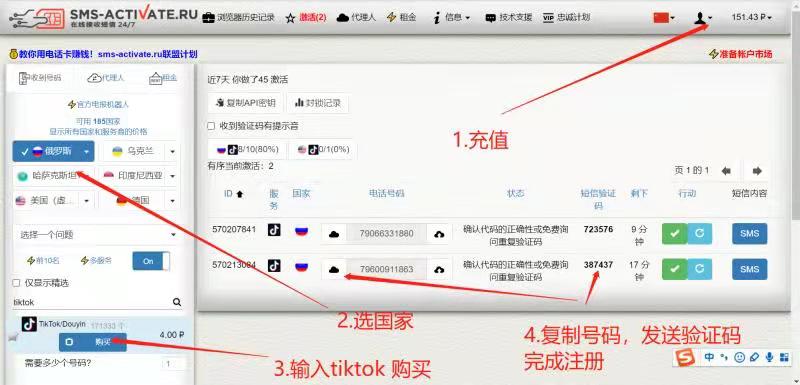 SMS-ACTIVATE.RU
在线接收短信 24/7
浏览器历史记录
激活(2)
代理人
租金
信息
技术支援
VIP 忠诚计划
151.43 ₽
教你用电话卡赚钱！sms-activate.ru联盟计划
准备帐户市场
收到号码
代理人
租金
官方电报机器人
可用 185国家
显示所有国家和服务商的价格
俄罗斯
乌克兰
哈萨克斯坦
印度尼西亚
美国（虚...
德国
选择一个问题
前10名
多服务
On
仅显示精选
tiktok
TikTok/Douyin
171333 个
4.00 ₽
购买
需要多少个号码？
1
近7天 你做了45 激活
复制API密钥
封锁记录
收到验证码有提示音
8/10(80%)
0/1(0%)
有序当前激活：2
页 1 的 1
ID
服务
国家
电话号码
状态
短信验证码
剩下
行动
短信内容
570207841
79066331880
确认代码的正确性或免费询问重复验证码
723576
9 分钟
SMS
570213084
79600911863
确认代码的正确性或免费询问重复验证码
387437
17 分钟
SMS
1.充值
2.选国家
3.输入tiktok 购买
4.复制号码，发送验证码
完成注册
中